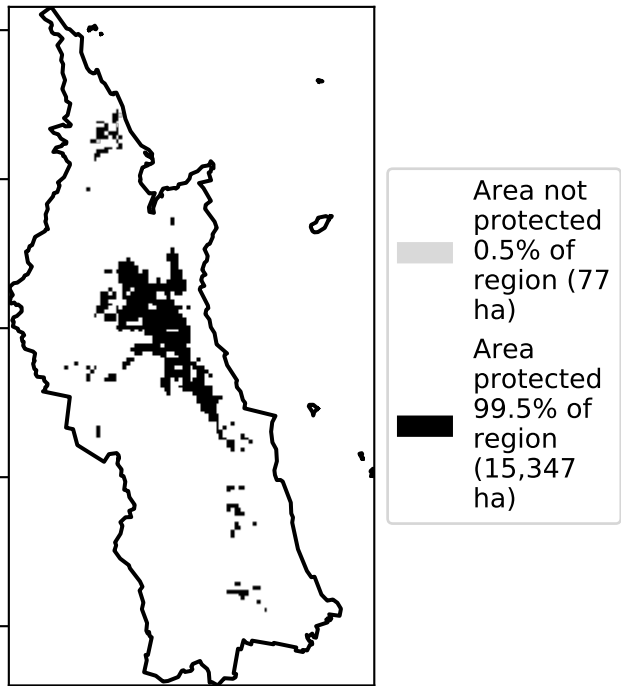 Area not
protected
0.5% of
region (77
ha)
Area
protected
99.5% of
region
(15,347
ha)